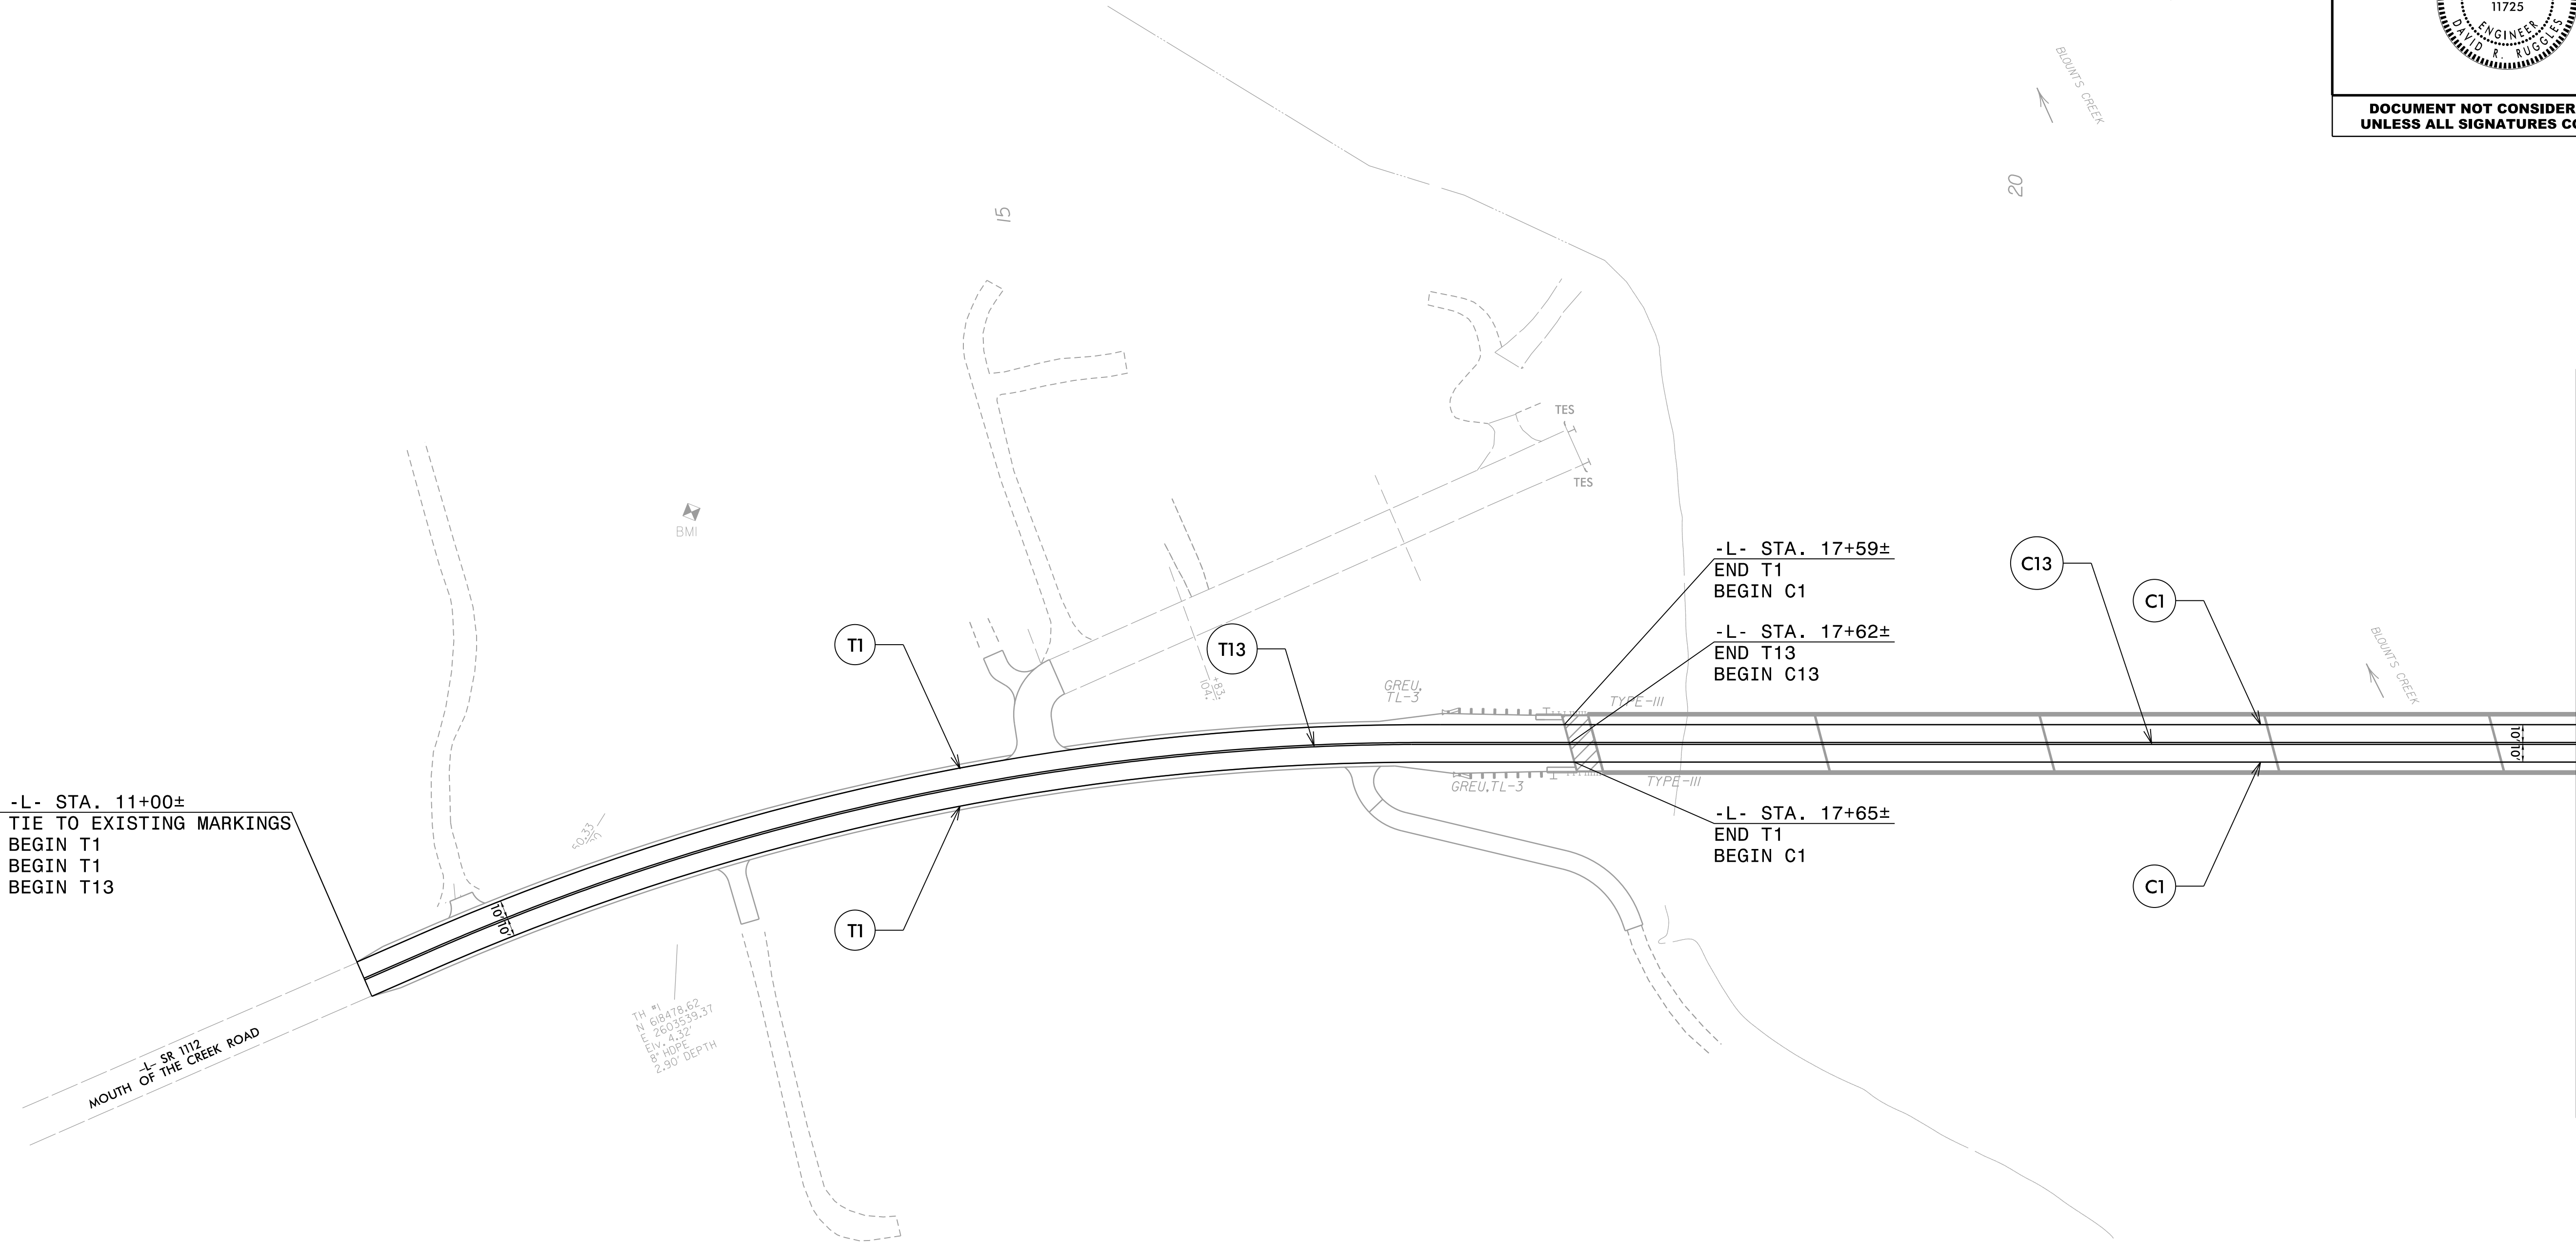 11725
ENGINEER
DAVID R. RUGGLES
DOCUMENT NOT CONSIDER
UNLESS ALL SIGNATURES CO
BLOUNTS CREEK
20
15
TES
TES
BM1
-L- STA. 17+59±
END T1
BEGIN C1
C13
C1
-L- STA. 17+62±
END T13
BEGIN C13
T1
T13
+83.
104.
GREU,
TL-3
TYPE-III
BLOUNTS CREEK
10'
10'
GREU,TL-3
TYPE-III
-L- STA. 11+00±
TIE TO EXISTING MARKINGS
BEGIN T1
BEGIN T1
BEGIN T13
-L- STA. 17+65±
END T1
BEGIN C1
C1
T1
10'
10'
TH #1
N 618478.62
E 2603539.37
Elv. 4.32'
8" HDPE
2.90' DEPTH
-L- SR 1112
MOUTH OF THE CREEK ROAD